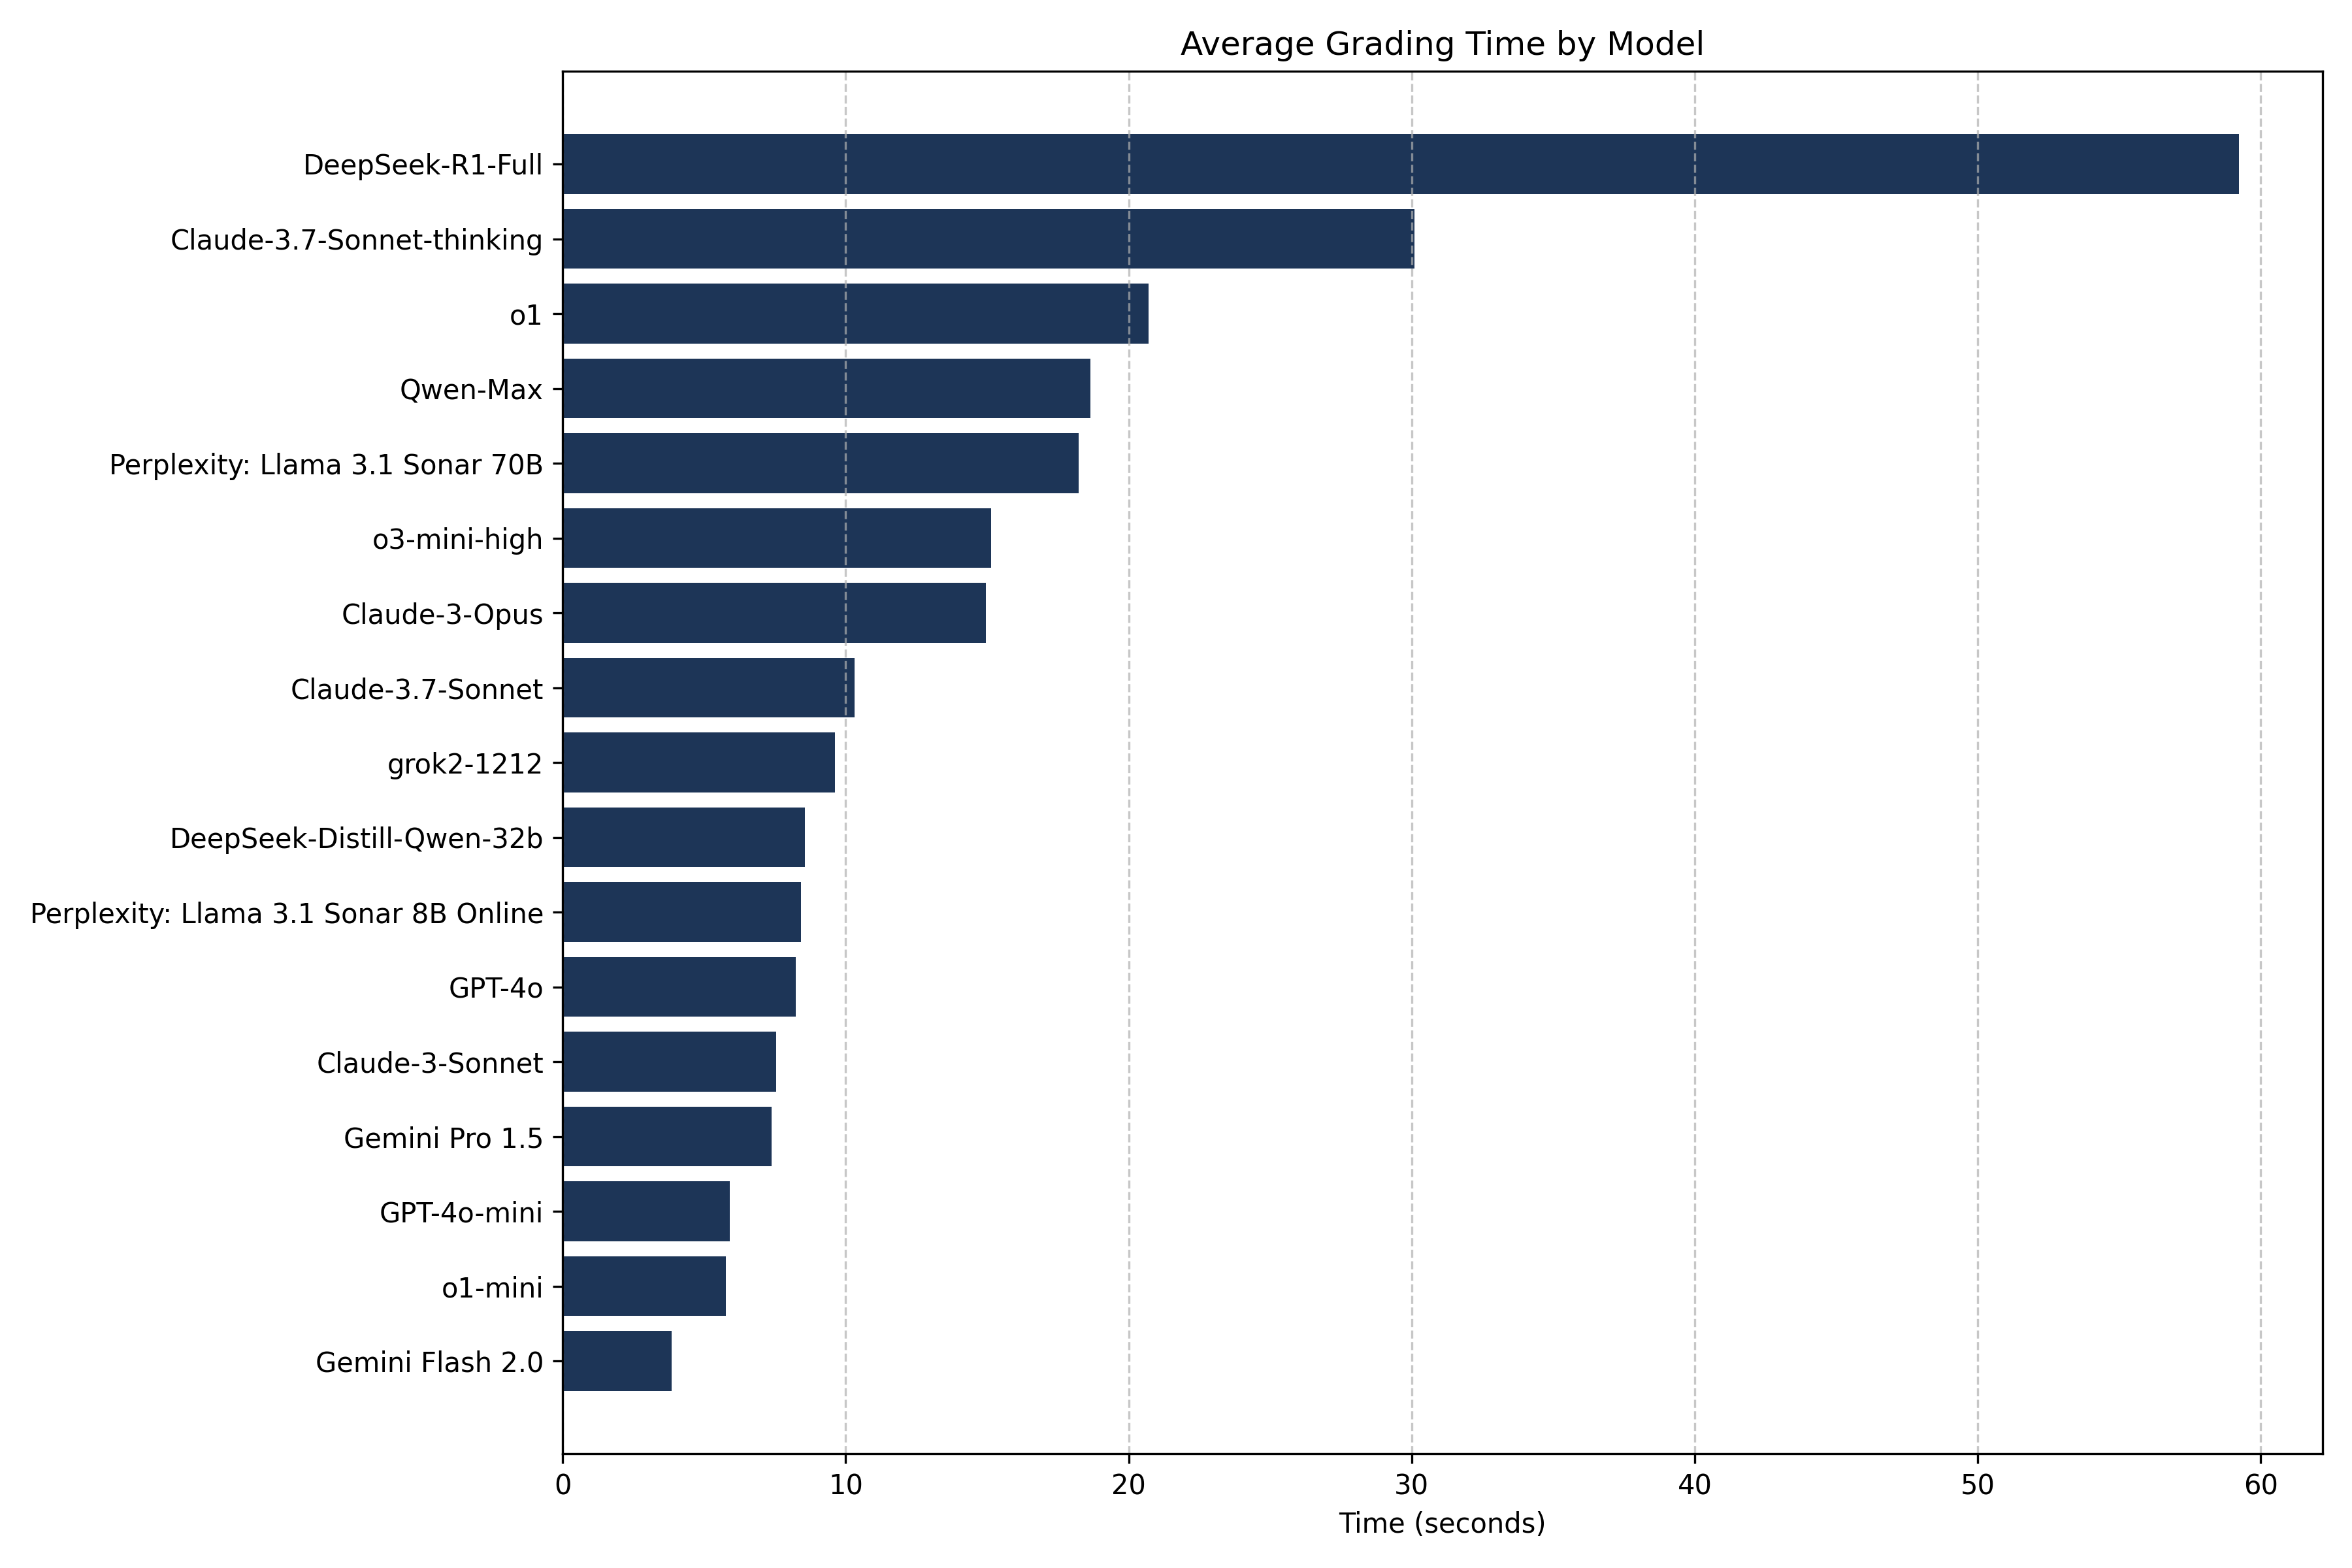 Average Grading Time by Model
DeepSeek-R1-Full
Claude-3.7-Sonnet-thinking
o1
Qwen-Max
Perplexity: Llama 3.1 Sonar 70B
o3-mini-high
Claude-3-Opus
Claude-3.7-Sonnet
grok2-1212
DeepSeek-Distill-Qwen-32b
Perplexity: Llama 3.1 Sonar 8B Online
GPT-4o
Claude-3-Sonnet
Gemini Pro 1.5
GPT-4o-mini
o1-mini
Gemini Flash 2.0
0 10 20 30 40 50 60
Time (seconds)